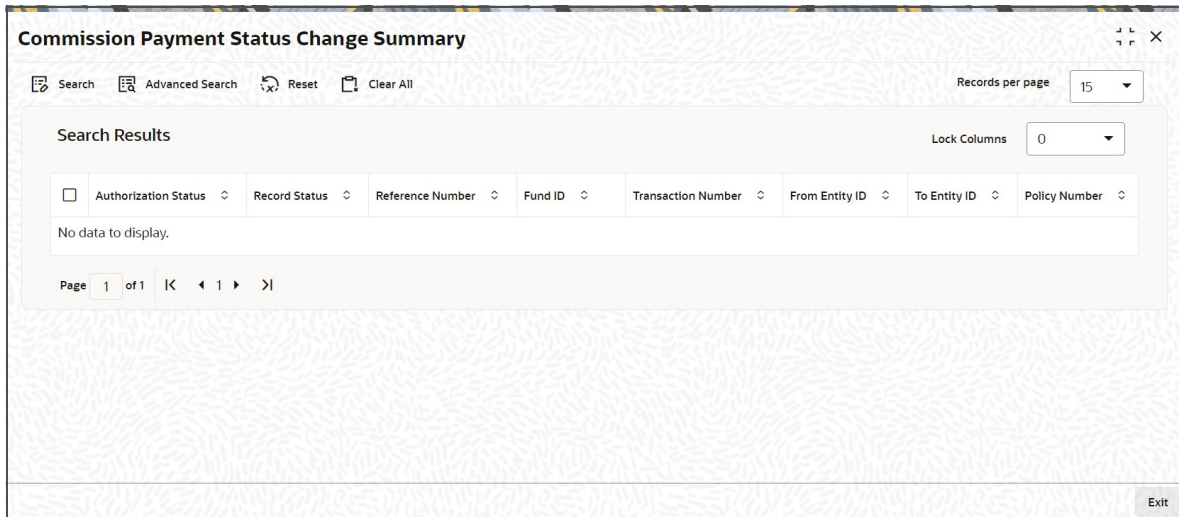 Commission Payment Status Change Summary
Search Advanced Search Reset Clear All Records per page 15
Search Results Lock Columns 0
Authorization Status Record Status Reference Number Fund ID Transaction Number From Entity ID To Entity ID Policy Number
No data to display.
Page 1 of 1 1
Exit